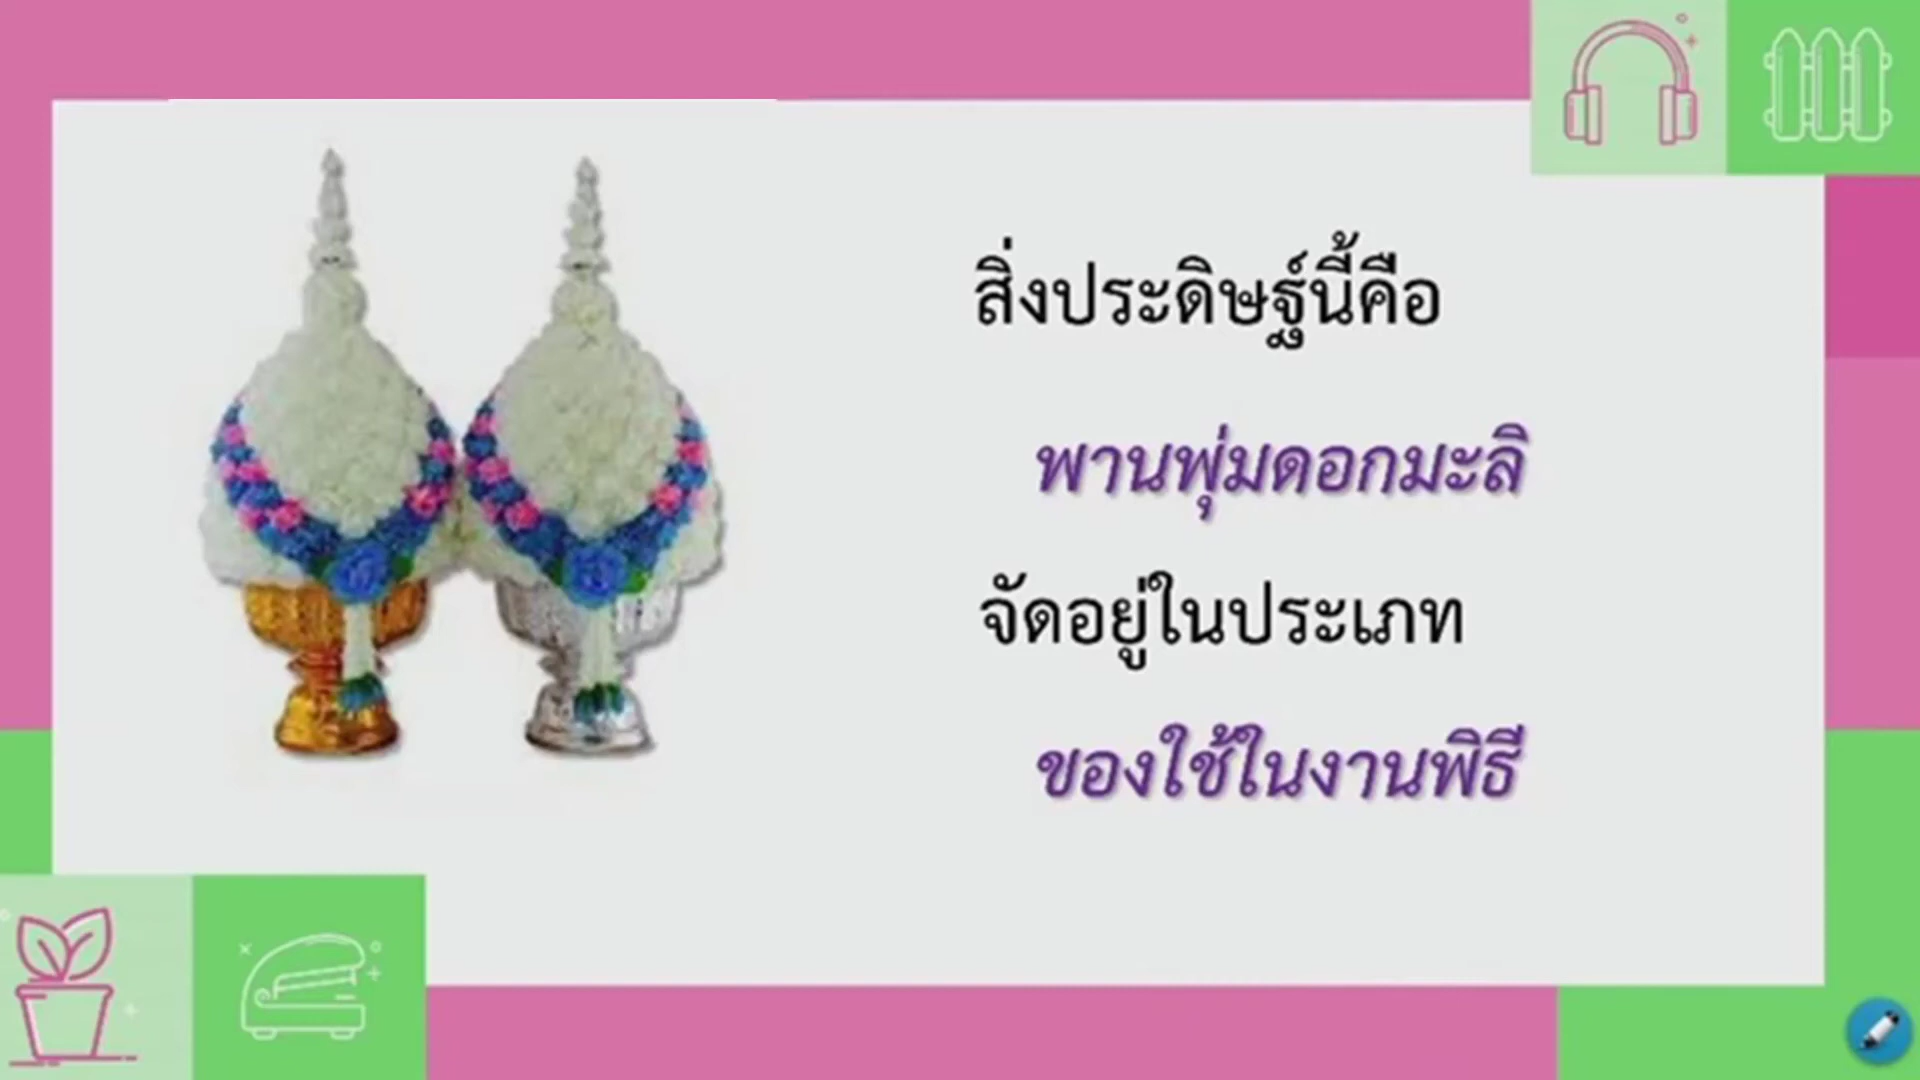 สิ่งประดิษฐ์นี้คือ
พานพุ่มดอกมะลิ
จัดอยู่ในประเภท
ของใช้ในงานพิธี